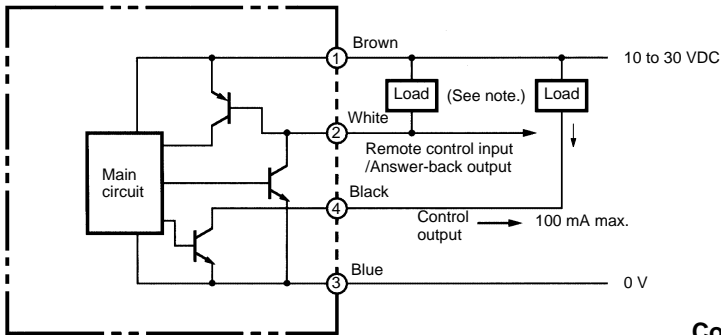 Brown
1
10 to 30 VDC
Load
(See note.)
Load
White
2
Remote control input
/Answer-back output
Main
circuit
Black
4
Control
output
100 mA max.
Blue
3
0 V
Co